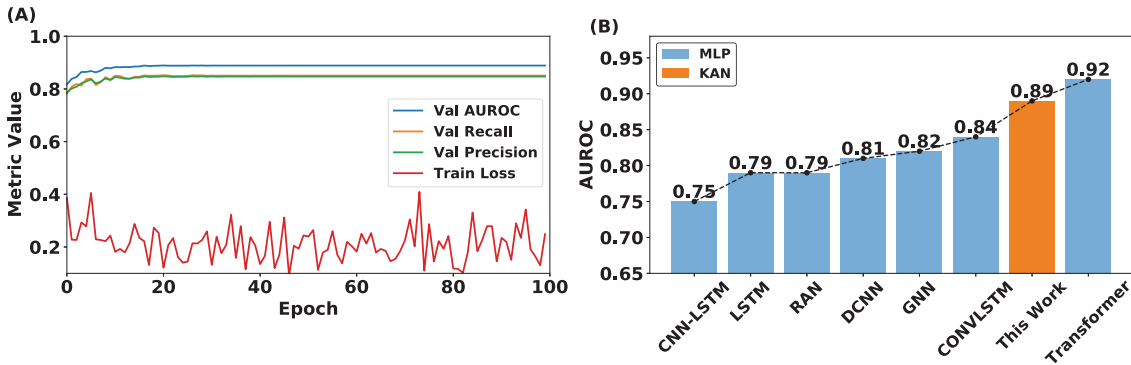 (A)
1.0
0.8
0.6
0.4
0.2
Metric Value
0 20 40 60 80 100
Epoch
Val AUROC
Val Recall
Val Precision
Train Loss
(B)
0.95
0.90
0.85
0.80
0.75
0.70
0.65
AUROC
MLP
KAN
0.75 0.79 0.79 0.81 0.82 0.84 0.89 0.92
CNN-LSTM
LSTM
RAN
DCNN
GNN
CONVLSTM
This Work
Transformer